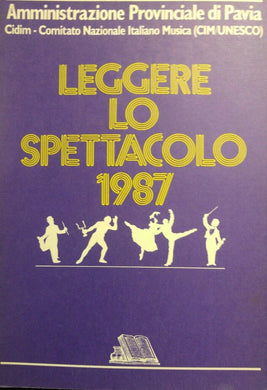 Amministrazione Provinciale di Pavia
Cidim - Comitato Nazionale Italiano Musica (CIM/UNESCO)
LEGGERE
LO
SPETTACOLO
1987